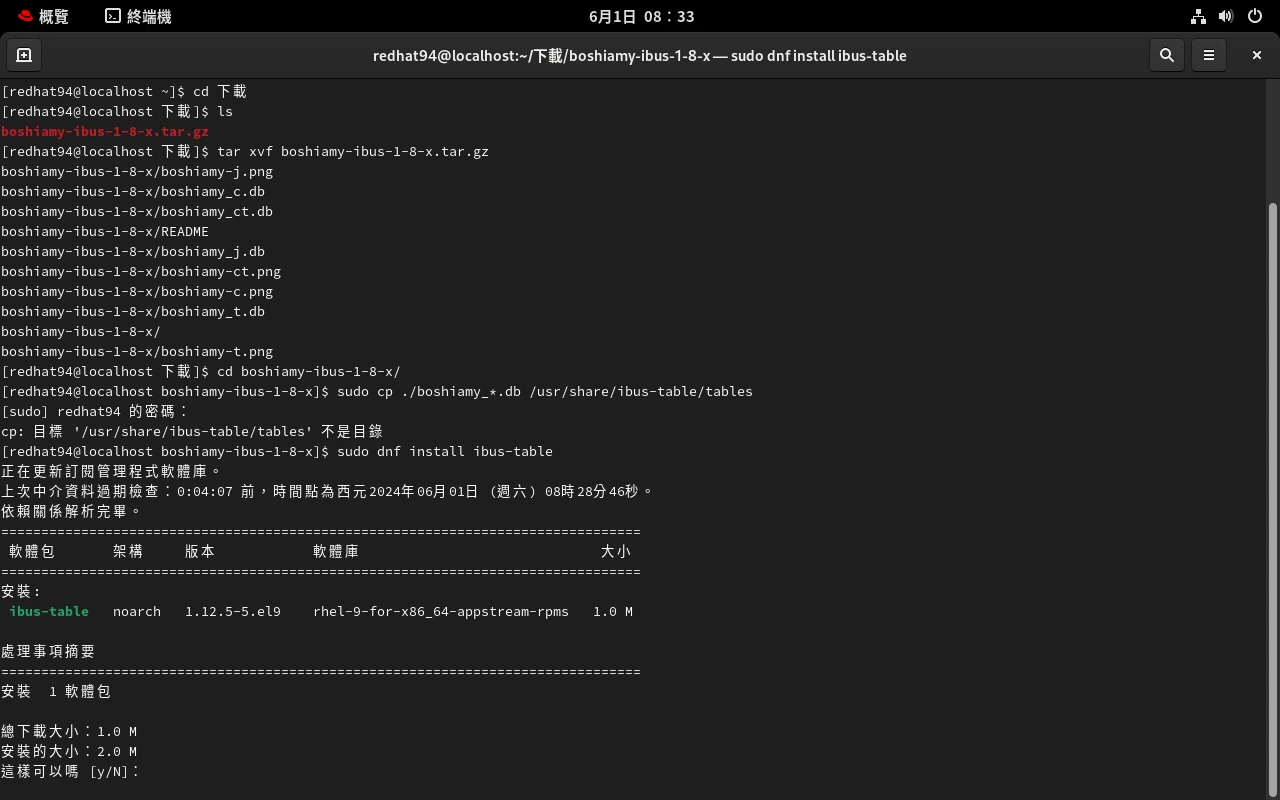 概覽 終端機 6月1日 08：33
redhat94@localhost:~/下載/boshiamy-ibus-1-8-x — sudo dnf install ibus-table
[redhat94@localhost ~]$ cd 下載
[redhat94@localhost 下載]$ ls
boshiamy-ibus-1-8-x.tar.gz
[redhat94@localhost 下載]$ tar xvf boshiamy-ibus-1-8-x.tar.gz
boshiamy-ibus-1-8-x/boshiamy-j.png
boshiamy-ibus-1-8-x/boshiamy_c.db
boshiamy-ibus-1-8-x/boshiamy_ct.db
boshiamy-ibus-1-8-x/README
boshiamy-ibus-1-8-x/boshiamy_j.db
boshiamy-ibus-1-8-x/boshiamy-ct.png
boshiamy-ibus-1-8-x/boshiamy-c.png
boshiamy-ibus-1-8-x/boshiamy_t.db
boshiamy-ibus-1-8-x/
boshiamy-ibus-1-8-x/boshiamy-t.png
[redhat94@localhost 下載]$ cd boshiamy-ibus-1-8-x/
[redhat94@localhost boshiamy-ibus-1-8-x]$ sudo cp ./boshiamy_*.db /usr/share/ibus-table/tables
[sudo] redhat94 的密碼：
cp: 目標 '/usr/share/ibus-table/tables' 不是目錄
[redhat94@localhost boshiamy-ibus-1-8-x]$ sudo dnf install ibus-table
正在更新訂閱管理程式軟體庫。
上次中介資料過期檢查：0:04:07 前，時間點為西元2024年06月01日 (週六) 08時28分46秒。
依賴關係解析完畢。
================================================================================
軟體包 架構 版本 軟體庫 大小
================================================================================
安裝:
ibus-table noarch 1.12.5-5.el9 rhel-9-for-x86_64-appstream-rpms 1.0 M
處理事項摘要
================================================================================
安裝 1 軟體包
總下載大小：1.0 M
安裝的大小：2.0 M
這樣可以嗎 [y/N]：